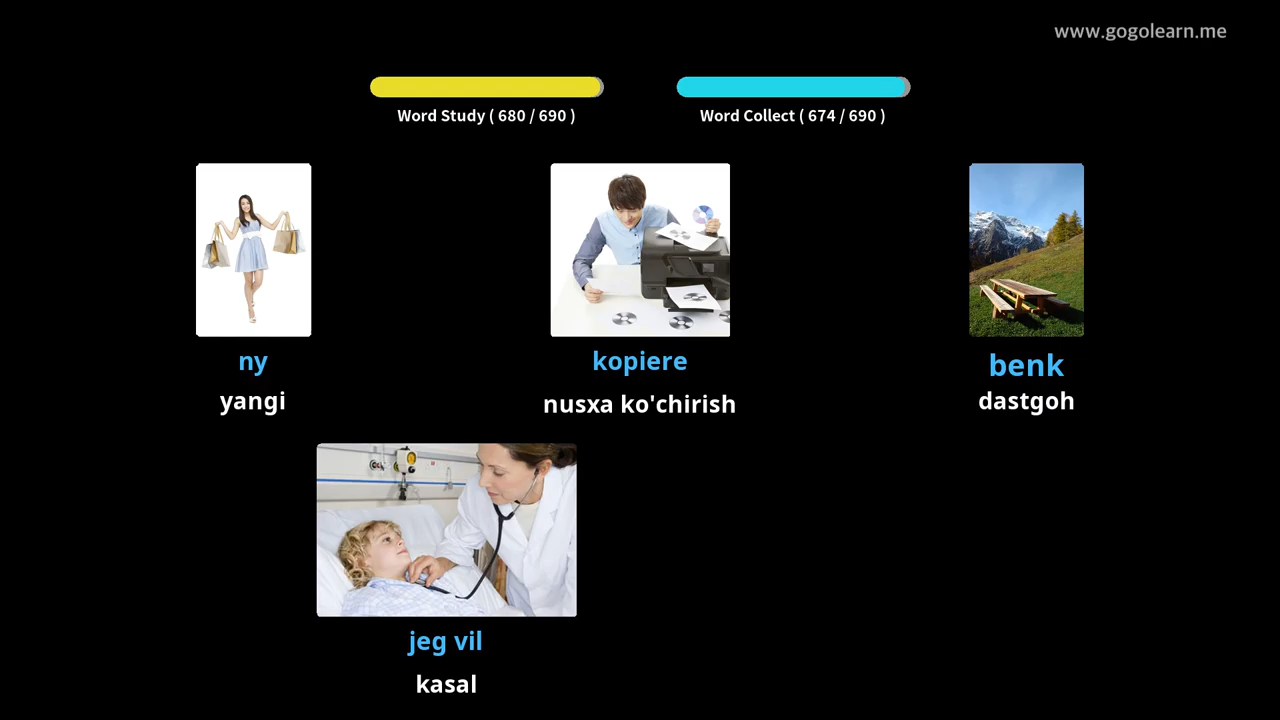 www.gogolearn.me
Word Study ( 680 / 690 )
Word Collect ( 674 / 690 )
ny
yangi
kopiere
nusxa ko'chirish
benk
dastgoh
jeg vil
kasal